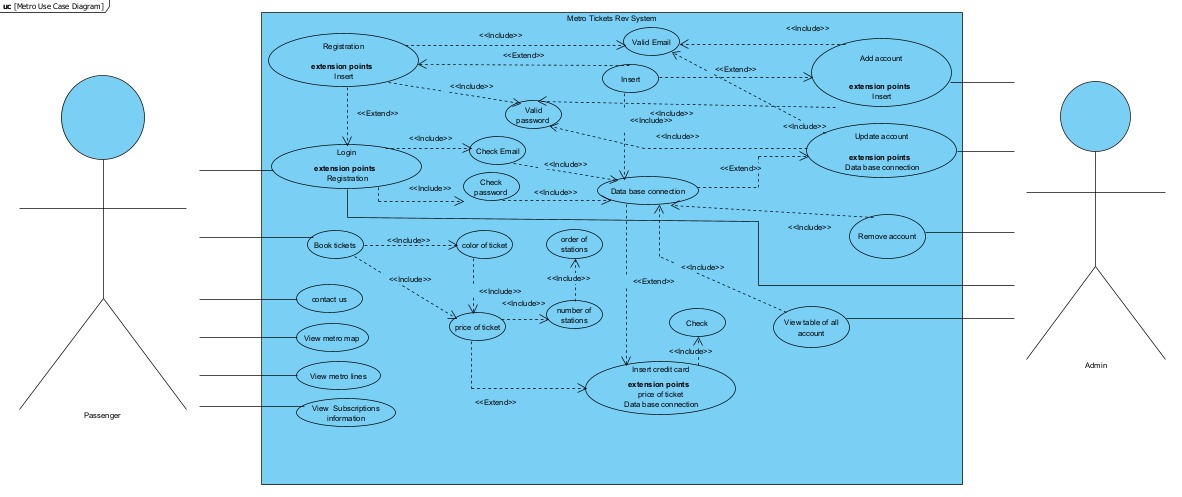 uc [Metro Use Case Diagram]
Metro Tickets Rev System
Registration
extension points
Insert
<<Include>>
<<Extend>>
Valid Email
<<Include>>
Add account
extension points
Insert
Insert
<<Extend>>
<<Include>>
Valid
password
<<Include>>
<<Include>>
<<Extend>>
<<Include>>
<<Include>>
<<Include>>
Update account
extension points
Data base connection
Login
extension points
Registration
Check Email
<<Include>>
<<Extend>>
Check
password
<<Include>>
<<Include>>
Data base connection
<<Include>>
Remove account
Book tickets
<<Include>>
color of ticket
order of
stations
<<Include>>
<<Include>>
<<Include>>
<<Extend>>
<<Include>>
contact us
<<Include>>
<<Include>>
number of
stations
price of ticket
Check
View table of all
account
View metro map
<<Include>>
View metro lines
Insert credit card
extension points
price of ticket
Data base connection
<<Extend>>
View Subscriptions
information
Passenger
Admin